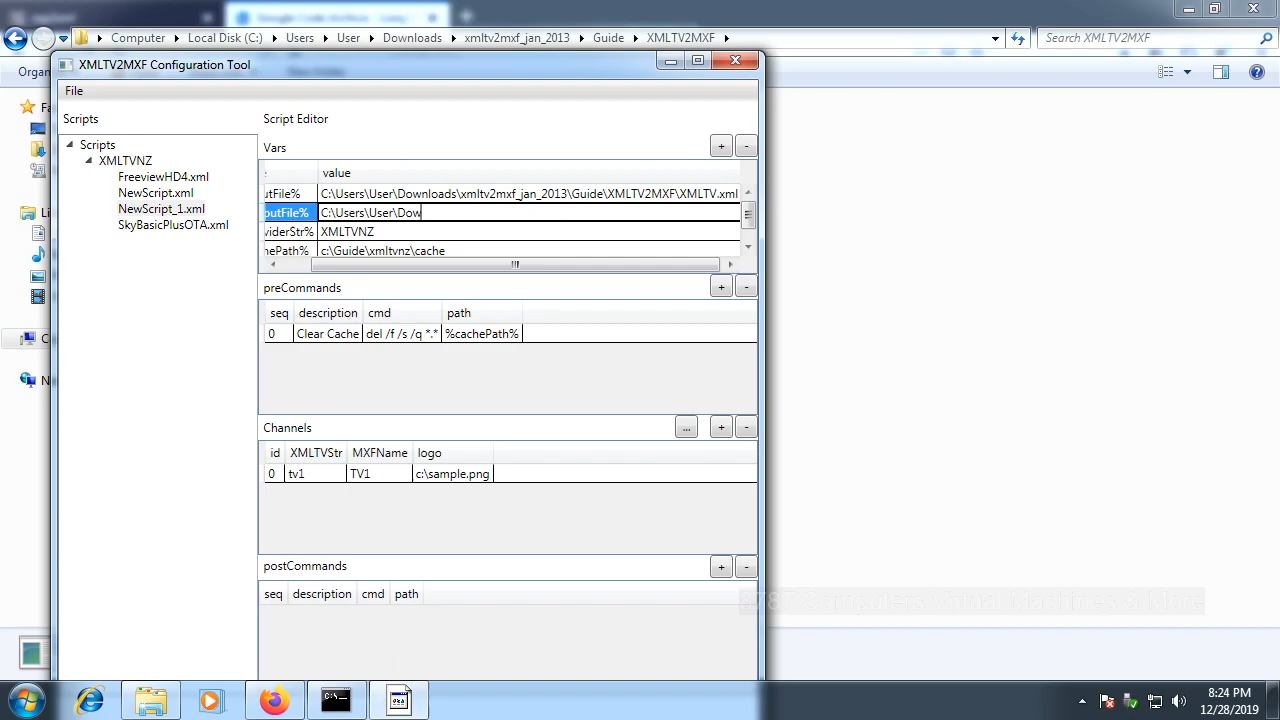 Computer
Local Disk (C:)
Users
User
Downloads
xmltv2mxf_jan_2013
Guide
XMLTV2MXF
Search XMLTV2MXF
XMLTV2MXF Configuration Tool
File
Scripts
Scripts
XMLTVNZ
FreeviewHD4.xml
NewScript.xml
NewScript_1.xml
SkyBasicPlusOTA.xml
Script Editor
Vars
+ -
value
utFile% C:\Users\User\Downloads\xmltv2mxf_jan_2013\Guide\XMLTV2MXF\XMLTV.xml
putFile% C:\Users\User\Dow
viderStr% XMLTVNZ
hePath% c:\Guide\xmltvnz\cache
preCommands
+ -
seq description cmd path
0 Clear Cache del /f /s /q *.* %cachePath%
Channels
... + -
id XMLTVStr MXFName logo
0 tv1 TV1 c:\sample.png
postCommands
+ -
seq description cmd path
Computers Virtual Machines & More
8:24 PM
12/28/2019